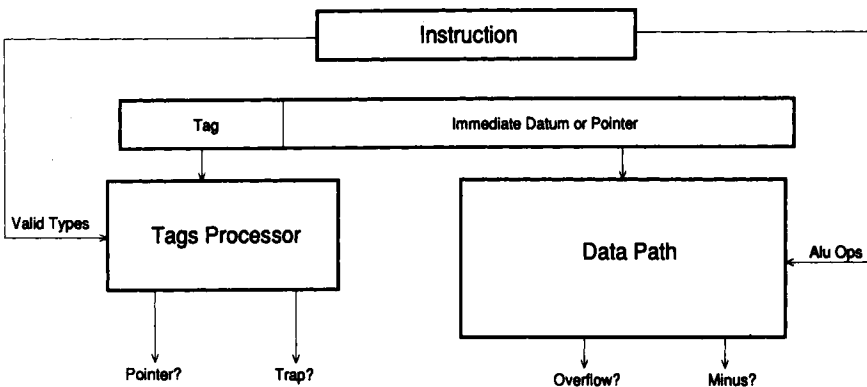 Instruction
Tag
Immediate Datum or Pointer
Valid Types
Tags Processor
Data Path
Alu Ops
Pointer?
Trap?
Overflow?
Minus?